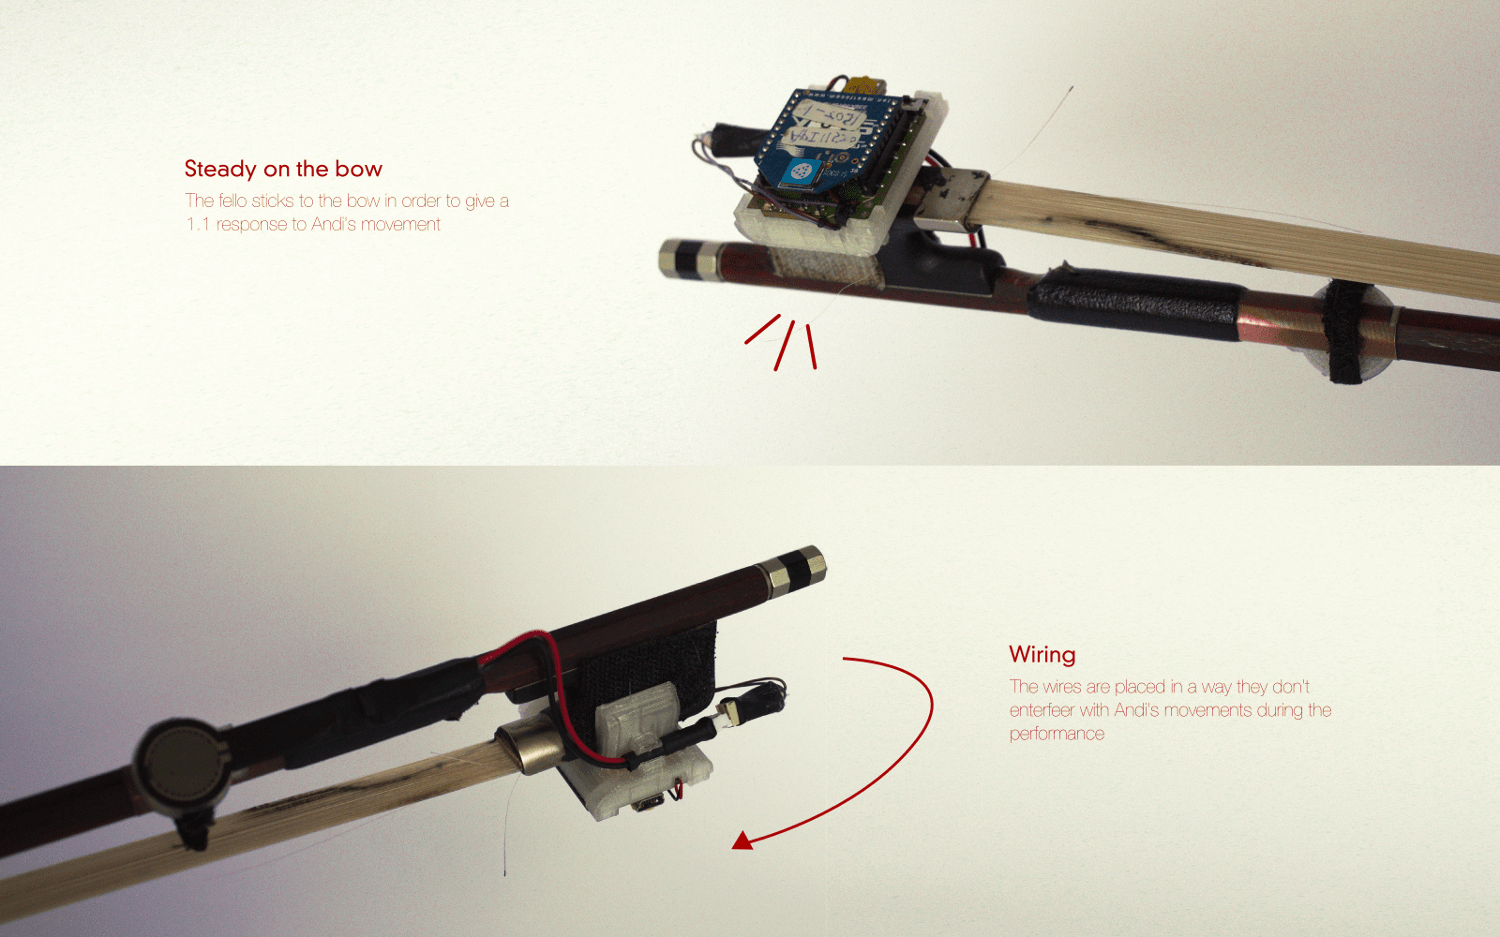 Steady on the bow
The fello sticks to the bow in order to give a
1.1 response to Andi's movement
Wiring
The wires are placed in a way they don't
enterfeer with Andi's movements during the
performance